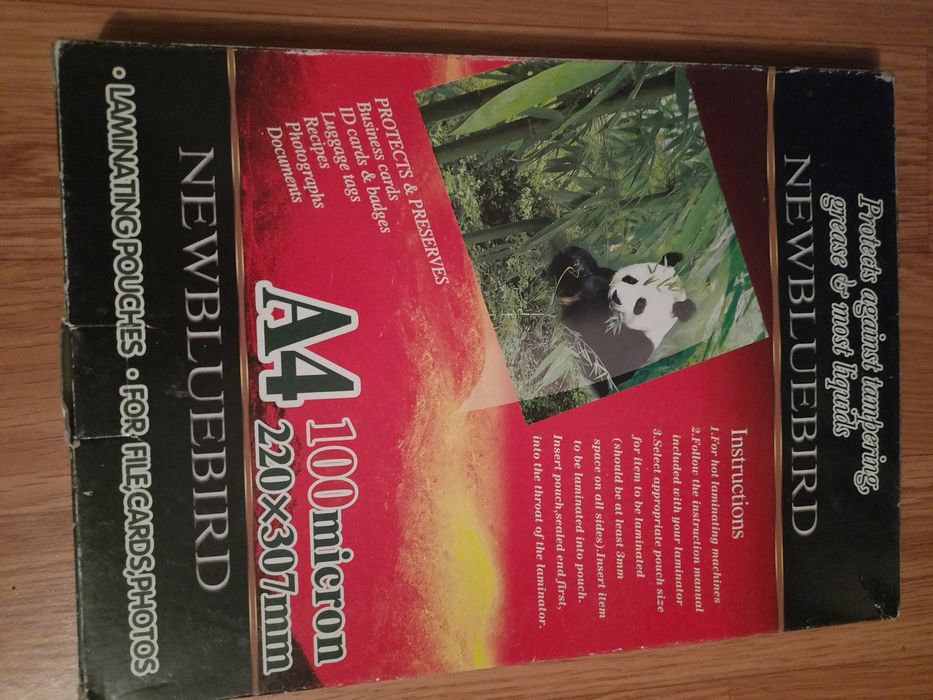 Protects against tampering,
grease & most liquids
NEWBLUEBIRD
Instructions
1.For hot laminating machines
2.Follow the instruction manual
included with your laminator
3.Select appropriate pouch size
for item to be laminated
(should be at least 3mm
space on all sides).Insert item
to be laminated into pouch.
Insert pouch,sealed end first,
into the throat of the laminator.
PROTECTS & PRESERVES
Business cards
ID cards & badges
Luggage tags
Recipes
Photographs
Documents
A4 100 micron
220×307mm
NEWBLUEBIRD
• LAMINATING POUCHES • FOR FILE,CARDS,PHOTOS